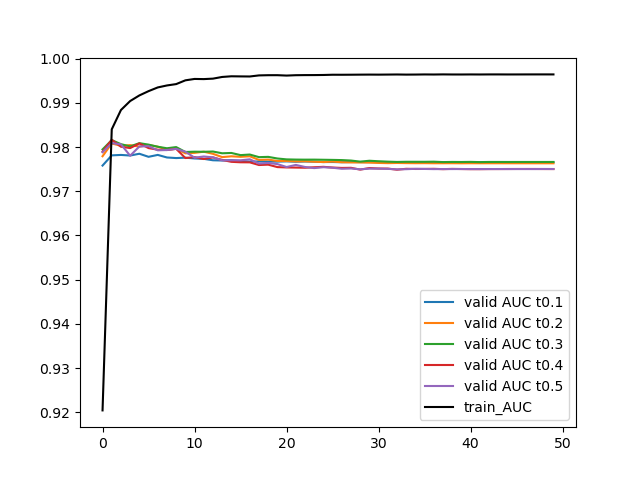 1.00
0.99
0.98
0.97
0.96
0.95
0.94
0.93
0.92
0 10 20 30 40 50
valid AUC t0.1
valid AUC t0.2
valid AUC t0.3
valid AUC t0.4
valid AUC t0.5
train_AUC